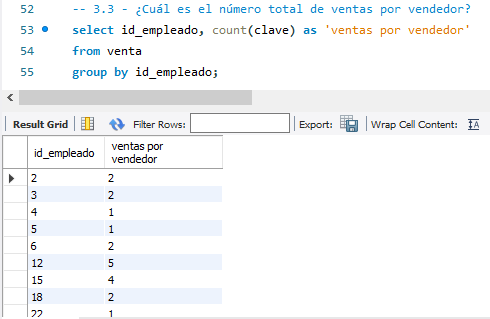 52 -- 3.3 - ¿Cuál es el número total de ventas por vendedor?
53 select id_empleado, count(clave) as 'ventas por vendedor'
54 from venta
55 group by id_empleado;
Result Grid Filter Rows: Export: Wrap Cell Content: IA
id_empleado ventas por
vendedor
2 2
3 2
4 1
5 1
6 2
12 5
15 4
18 2
22 1